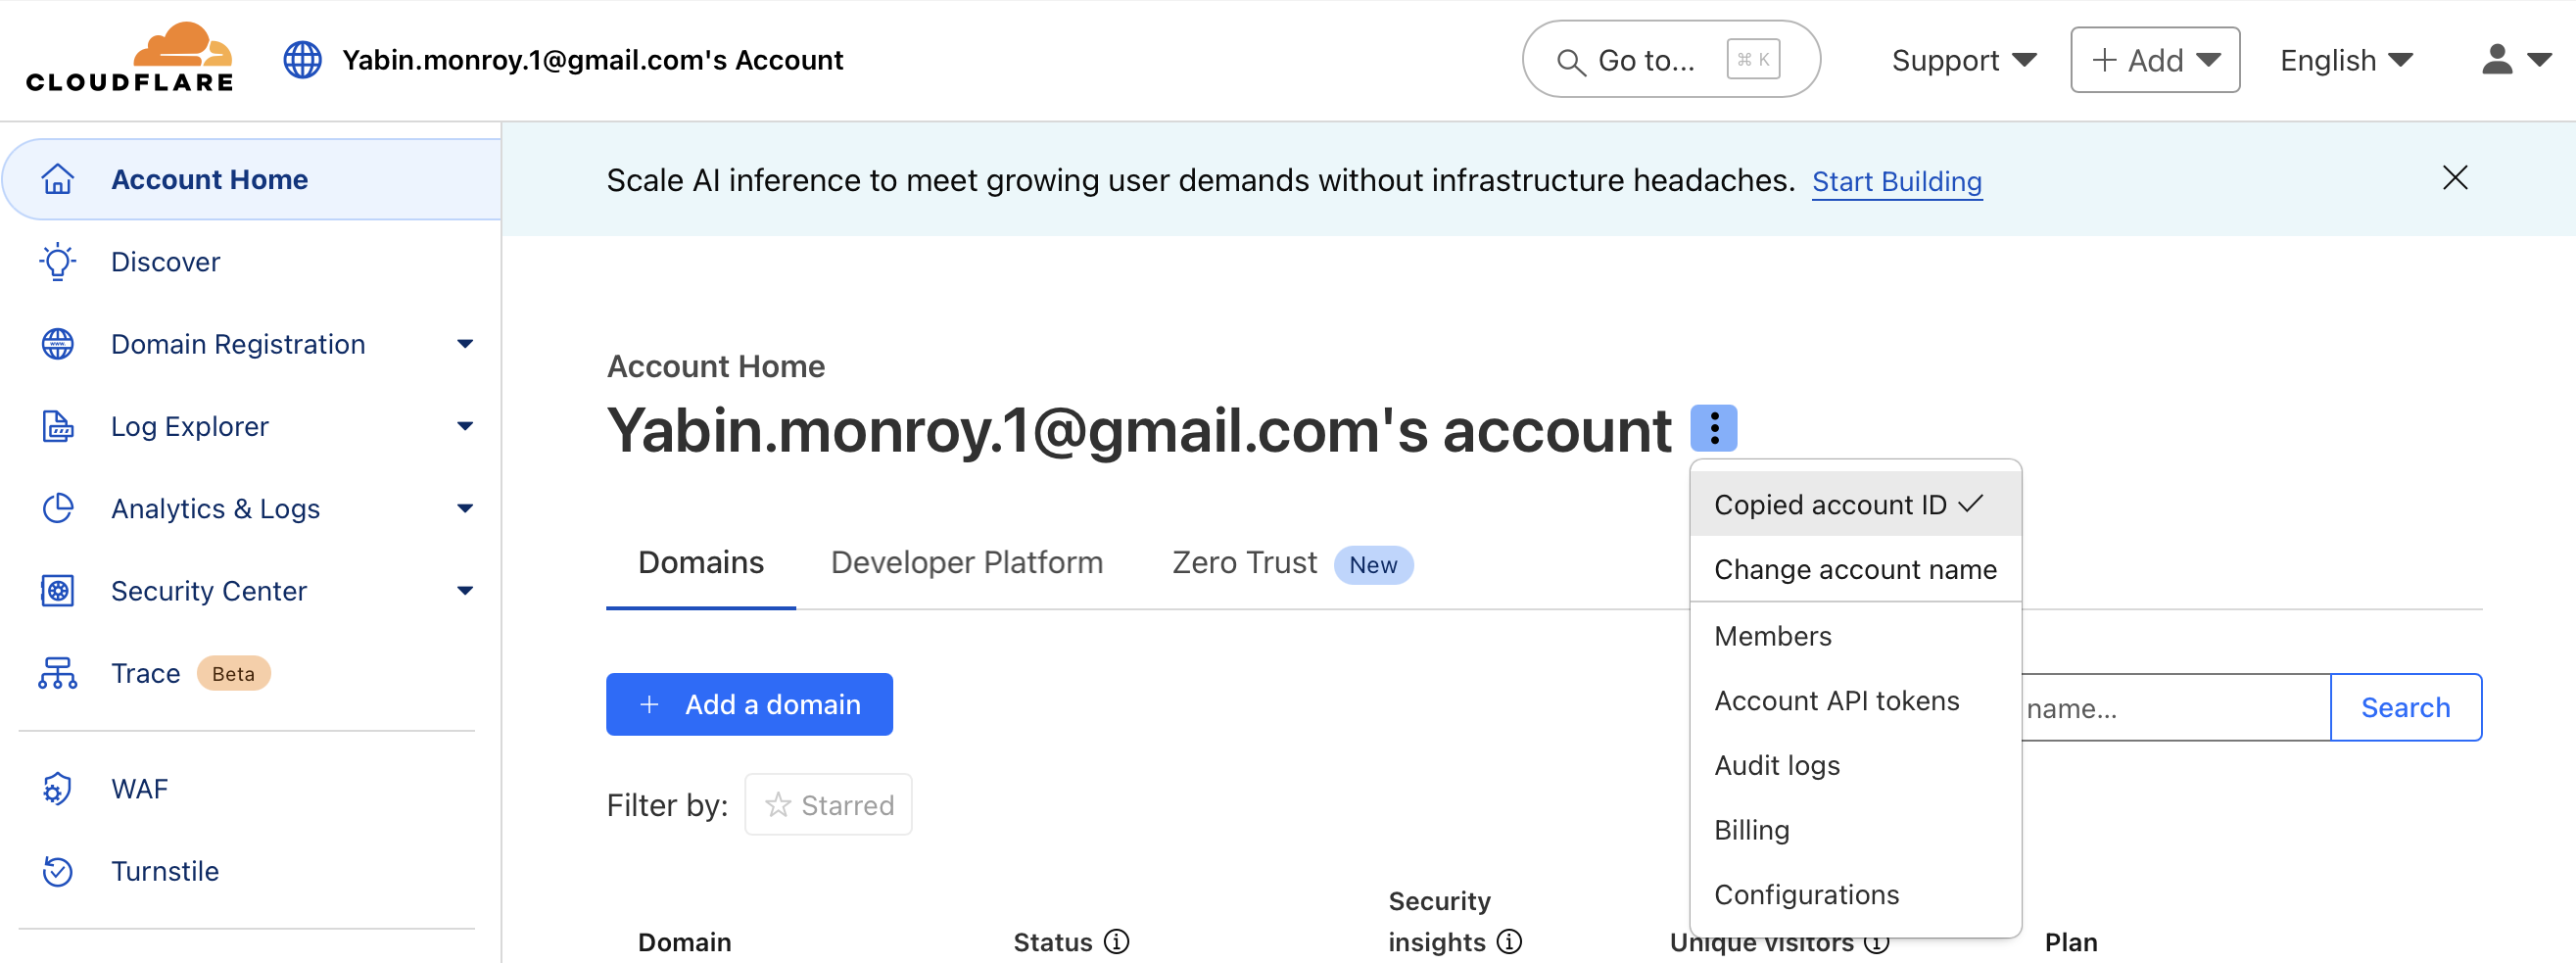 CLOUDFLARE
Yabin.monroy.1@gmail.com's Account
Go to...
⌘ K
Support
+ Add
English
Account Home
Discover
Domain Registration
Log Explorer
Analytics & Logs
Security Center
Trace Beta
WAF
Turnstile
Scale AI inference to meet growing user demands without infrastructure headaches. Start Building
Account Home
Yabin.monroy.1@gmail.com's account
Copied account ID
Change account name
Members
Account API tokens
Audit logs
Billing
Configurations
Domains
Developer Platform
Zero Trust New
+ Add a domain
name...
Search
Filter by: Starred
Domain
Status
Security
insights
Unique visitors
Plan